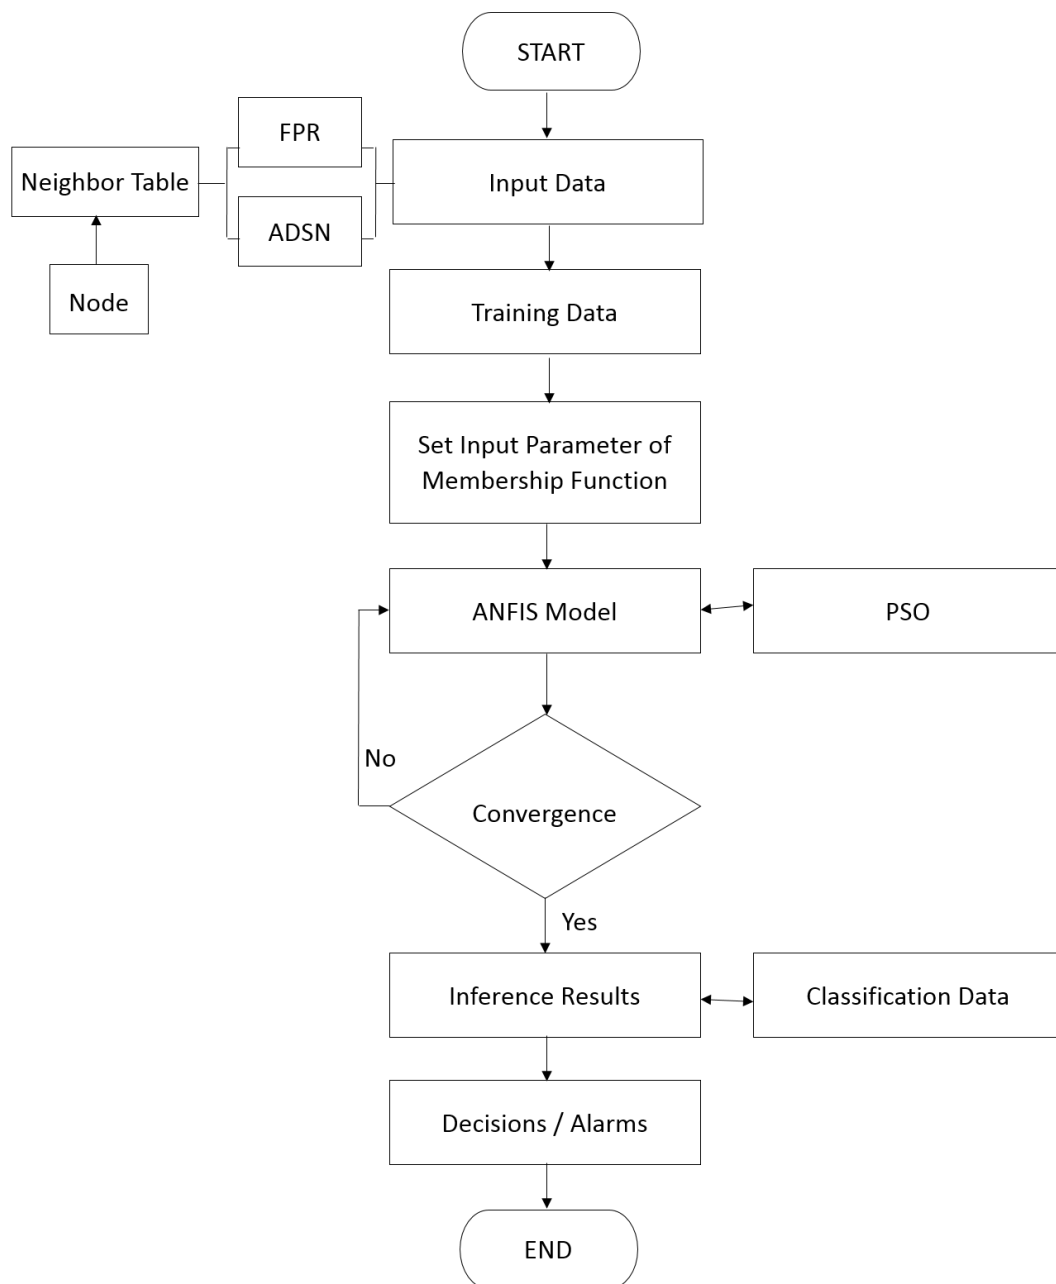 START
FPR
Neighbor Table
Input Data
ADSN
Node
Training Data
Set Input Parameter of
Membership Function
ANFIS Model
PSO
No
Convergence
Yes
Inference Results
Classification Data
Decisions / Alarms
END